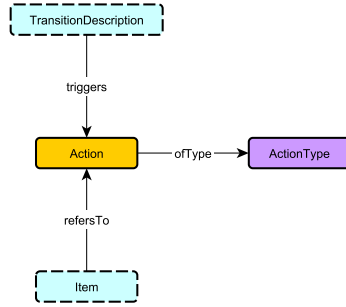 TransitionDescription
triggers
Action
ofType
ActionType
refersTo
Item